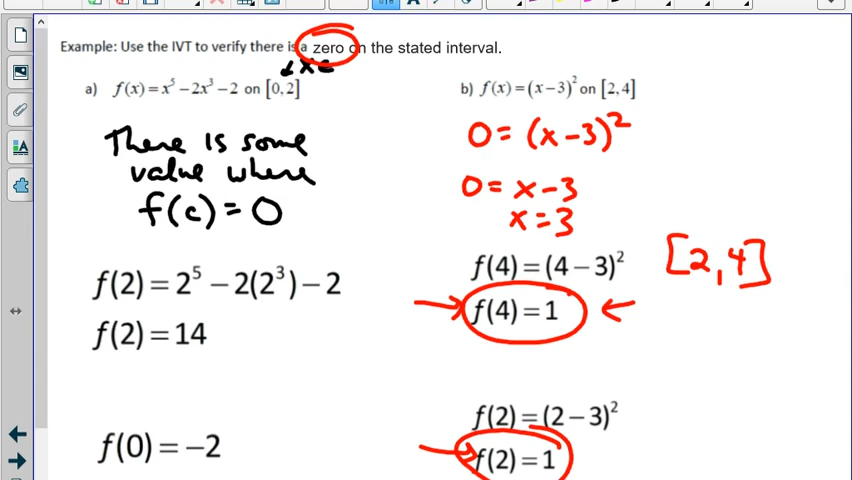 Example: Use the IVT to verify there is a zero on the stated interval.
x ∈
a) f(x) = x⁵ − 2x³ − 2 on [0, 2]
There is some
value where
f(c) = 0
f(2) = 2⁵ − 2(2³) − 2
f(2) = 14
f(0) = −2
b) f(x) = (x − 3)² on [2, 4]
0 = (x − 3)²
0 = x − 3
x = 3
f(4) = (4 − 3)²
[2, 4]
f(4) = 1
f(2) = (2 − 3)²
f(2) = 1